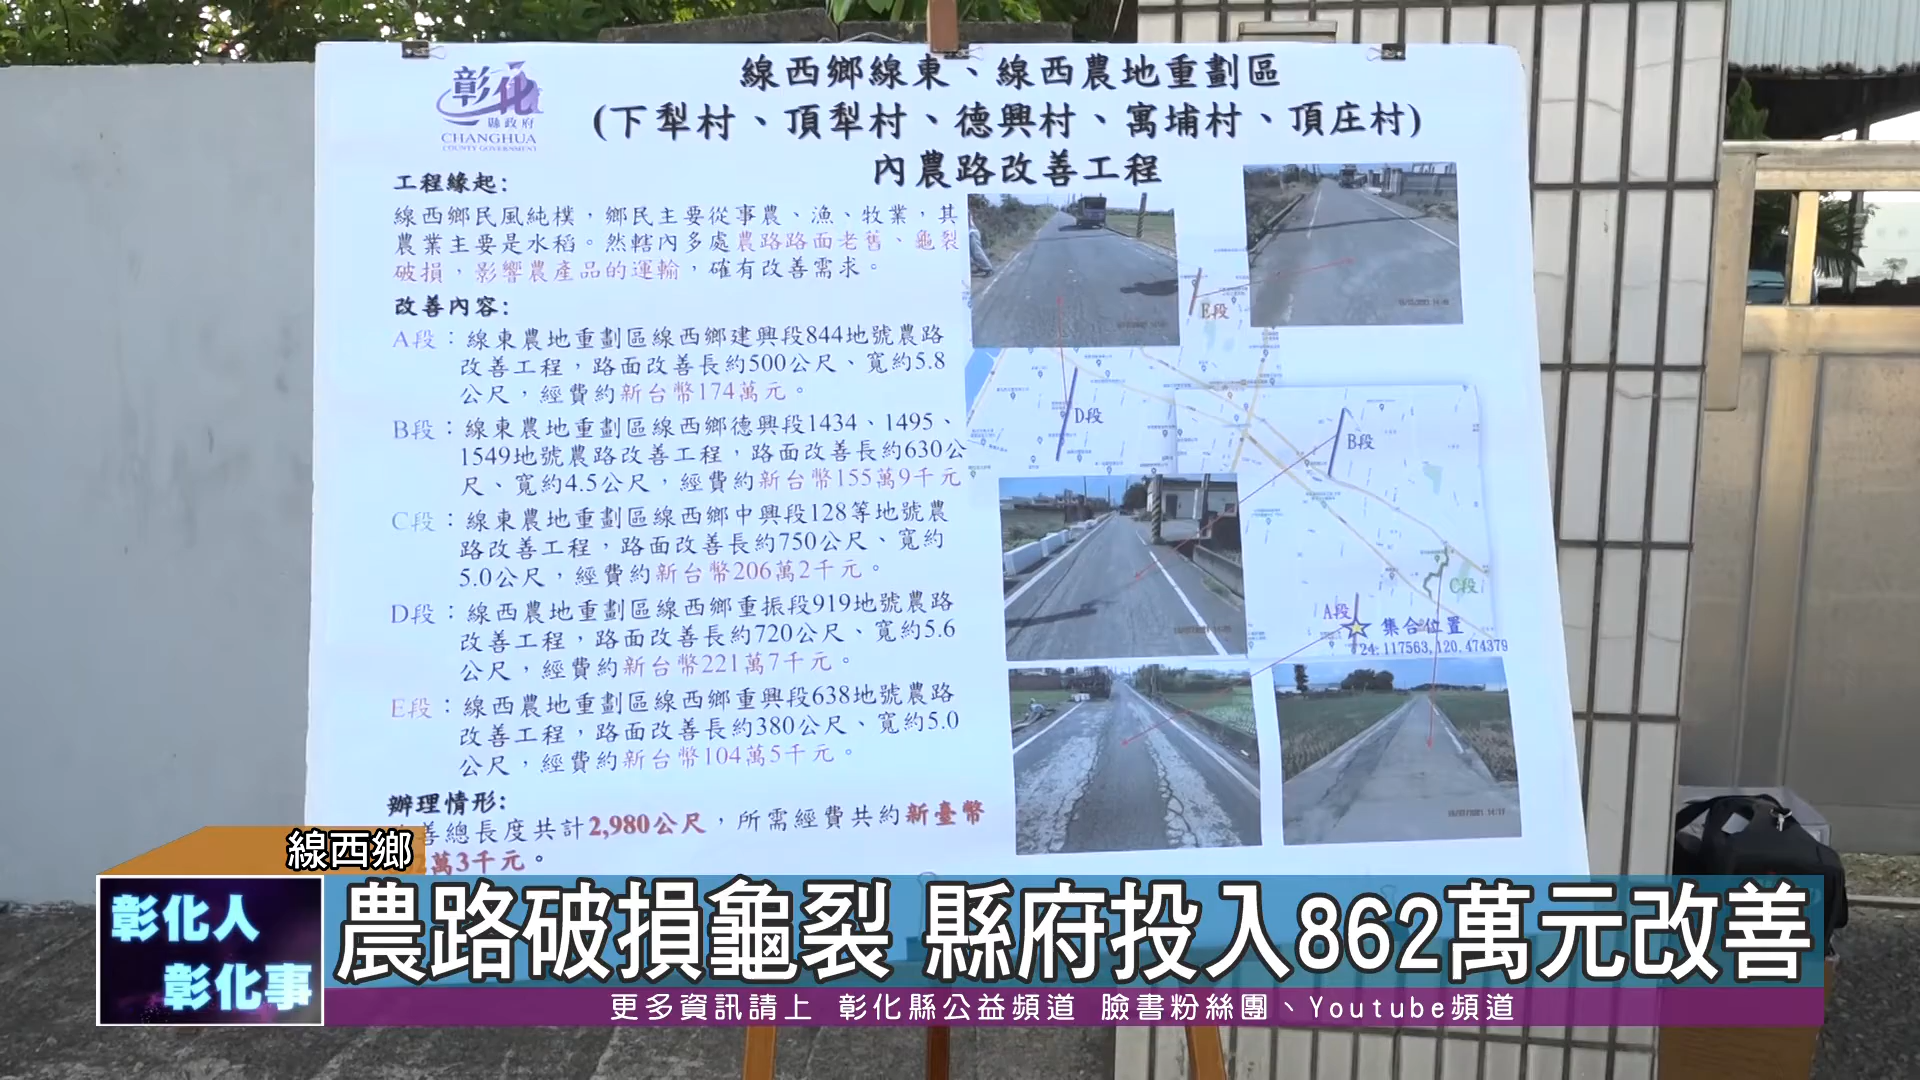 彰化
縣政府
CHANGHUA
COUNTY GOVERNMENT
線西鄉線東、線西農地重劃區
(下犁村、頂犁村、德興村、寓埔村、頂庄村)
內農路改善工程
工程緣起:
線西鄉民風純樸，鄉民主要從事農、漁、牧業，其
農業主要是水稻。然轄內多處農路路面老舊、龜裂
破損，影響農產品的運輸，確有改善需求。
改善內容:
A段：線東農地重劃區線西鄉建興段844地號農路
改善工程，路面改善長約500公尺、寬約5.8
公尺，經費約新台幣174萬元。
B段：線東農地重劃區線西鄉德興段1434、1495、
1549地號農路改善工程，路面改善長約630公
尺、寬約4.5公尺，經費約新台幣155萬9千元
C段：線東農地重劃區線西鄉中興段128等地號農
路改善工程，路面改善長約750公尺、寬約
5.0公尺，經費約新台幣206萬2千元。
D段：線西農地重劃區線西鄉重振段919地號農路
改善工程，路面改善長約720公尺、寬約5.6
公尺，經費約新台幣221萬7千元。
E段：線西農地重劃區線西鄉重興段638地號農路
改善工程，路面改善長約380公尺、寬約5.0
公尺，經費約新台幣104萬5千元。
辦理情形:
善總長度共計2,980公尺，所需經費共約新臺幣
2萬3千元。
E段
D段
B段
C段
A段
集合位置
24.117563,120.474379
線西鄉
彰化人
彰化事
農路破損龜裂 縣府投入862萬元改善
更多資訊請上 彰化縣公益頻道 臉書粉絲團、Youtube頻道